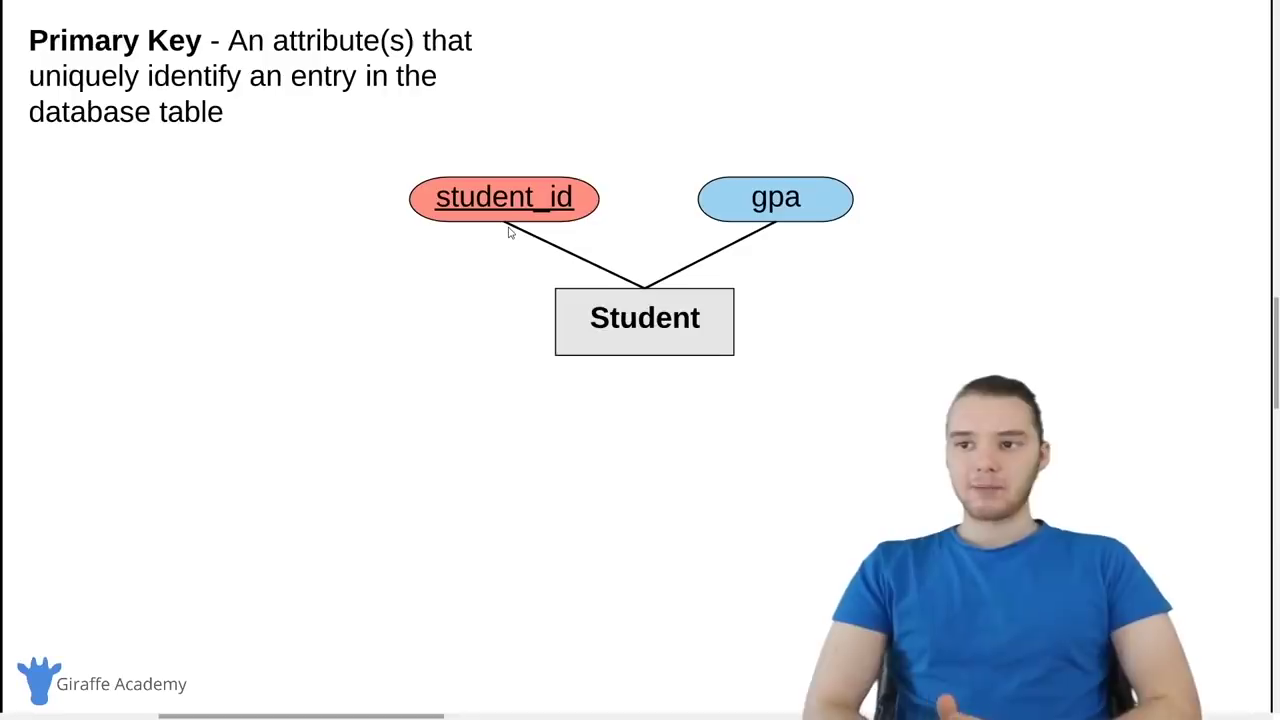 Primary Key - An attribute(s) that
uniquely identify an entry in the
database table
student_id
gpa
Student
Giraffe Academy